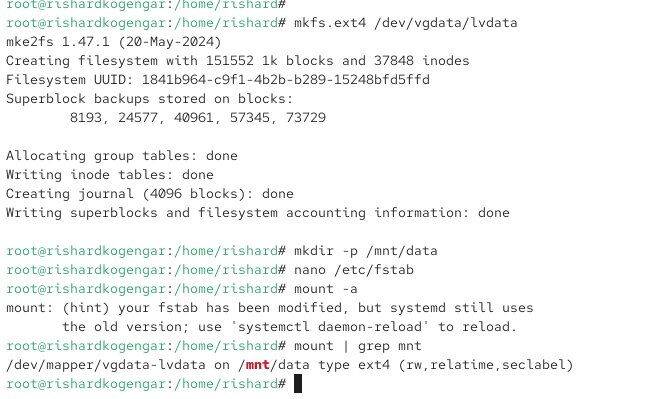 root@rishardkogengar:/home/rishard#
root@rishardkogengar:/home/rishard# mkfs.ext4 /dev/vgdata/lvdata
mke2fs 1.47.1 (20-May-2024)
Creating filesystem with 151552 1k blocks and 37848 inodes
Filesystem UUID: 1841b964-c9f1-4b2b-b289-15248bfd5ffd
Superblock backups stored on blocks:
        8193, 24577, 40961, 57345, 73729

Allocating group tables: done
Writing inode tables: done
Creating journal (4096 blocks): done
Writing superblocks and filesystem accounting information: done

root@rishardkogengar:/home/rishard# mkdir -p /mnt/data
root@rishardkogengar:/home/rishard# nano /etc/fstab
root@rishardkogengar:/home/rishard# mount -a
mount: (hint) your fstab has been modified, but systemd still uses
       the old version; use 'systemctl daemon-reload' to reload.
root@rishardkogengar:/home/rishard# mount | grep mnt
/dev/mapper/vgdata-lvdata on /mnt/data type ext4 (rw,relatime,seclabel)
root@rishardkogengar:/home/rishard#